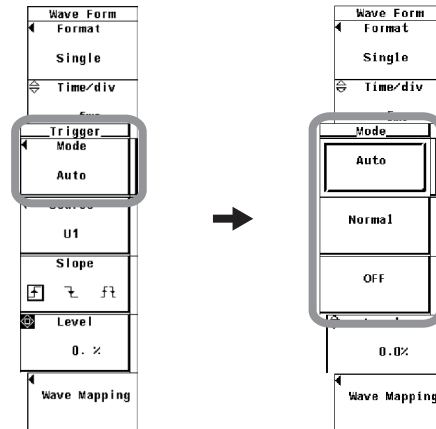 Wave Form
Format
Single
Time/div
Trigger
Mode
Auto
U1
Slope
Level
0. %
Wave Mapping
Wave Form
Format
Single
Time/div
Mode
Auto
Normal
OFF
0.0%
Wave Mapping